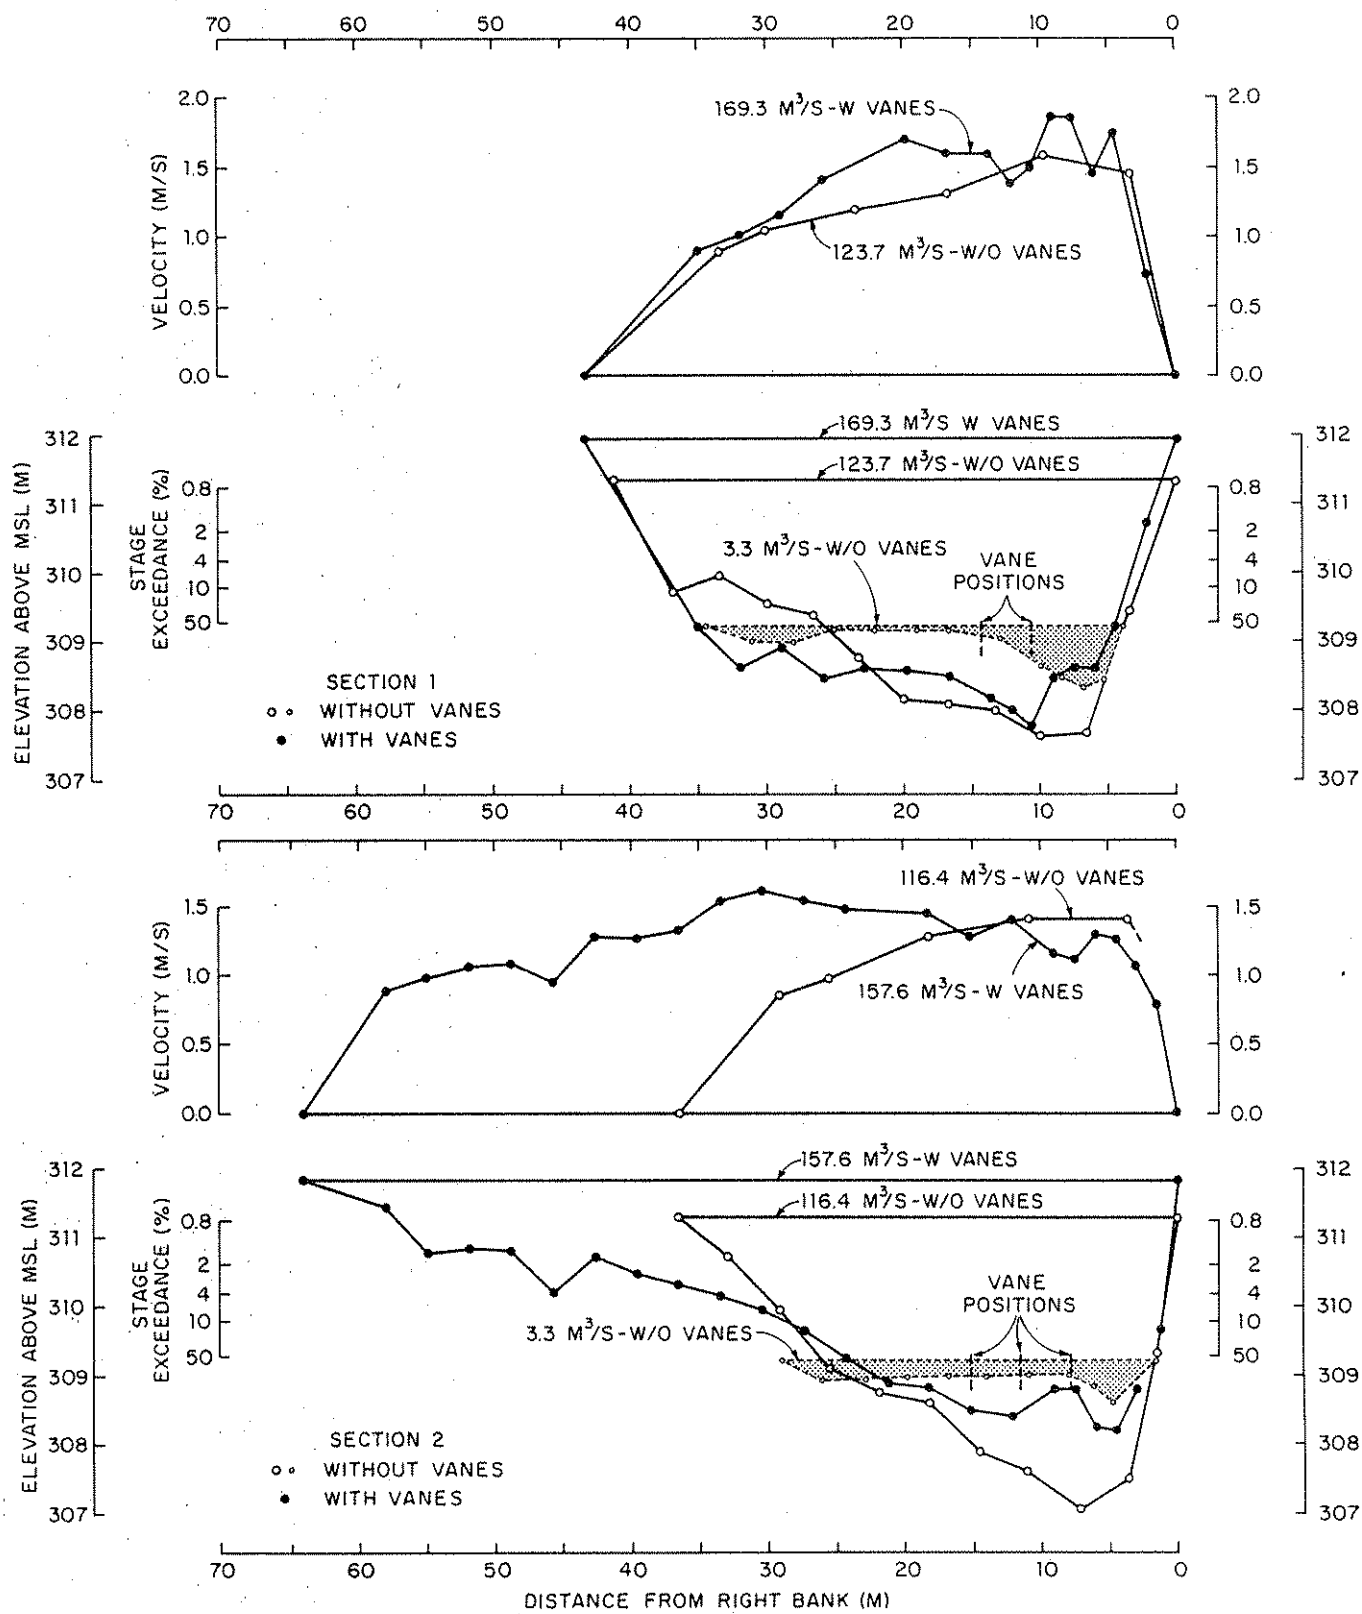 70 60 50 40 30 20 10 0
2.0
1.5
1.0
0.5
0.0
VELOCITY (M/S)
169.3 M³/S-W VANES
123.7 M³/S-W/O VANES
2.0
1.5
1.0
0.5
0.0
312
311
310
309
308
307
ELEVATION ABOVE MSL (M)
STAGE
EXCEEDANCE (%)
0.8
2
4
10
50
169.3 M³/S W VANES
123.7 M³/S-W/O VANES
3.3 M³/S-W/O VANES
VANE
POSITIONS
0.8
2
4
10
50
312
311
310
309
308
307
SECTION 1
WITHOUT VANES
WITH VANES
70 60 50 40 30 20 10 0
1.5
1.0
0.5
0.0
VELOCITY (M/S)
116.4 M³/S-W/O VANES
157.6 M³/S-W VANES
1.5
1.0
0.5
0.0
312
311
310
309
308
307
ELEVATION ABOVE MSL (M)
STAGE
EXCEEDANCE (%)
0.8
2
4
10
50
157.6 M³/S-W VANES
116.4 M³/S-W/O VANES
3.3 M³/S-W/O VANES
VANE
POSITIONS
0.8
2
4
10
50
312
311
310
309
308
307
SECTION 2
WITHOUT VANES
WITH VANES
70 60 50 40 30 20 10 0
DISTANCE FROM RIGHT BANK (M)